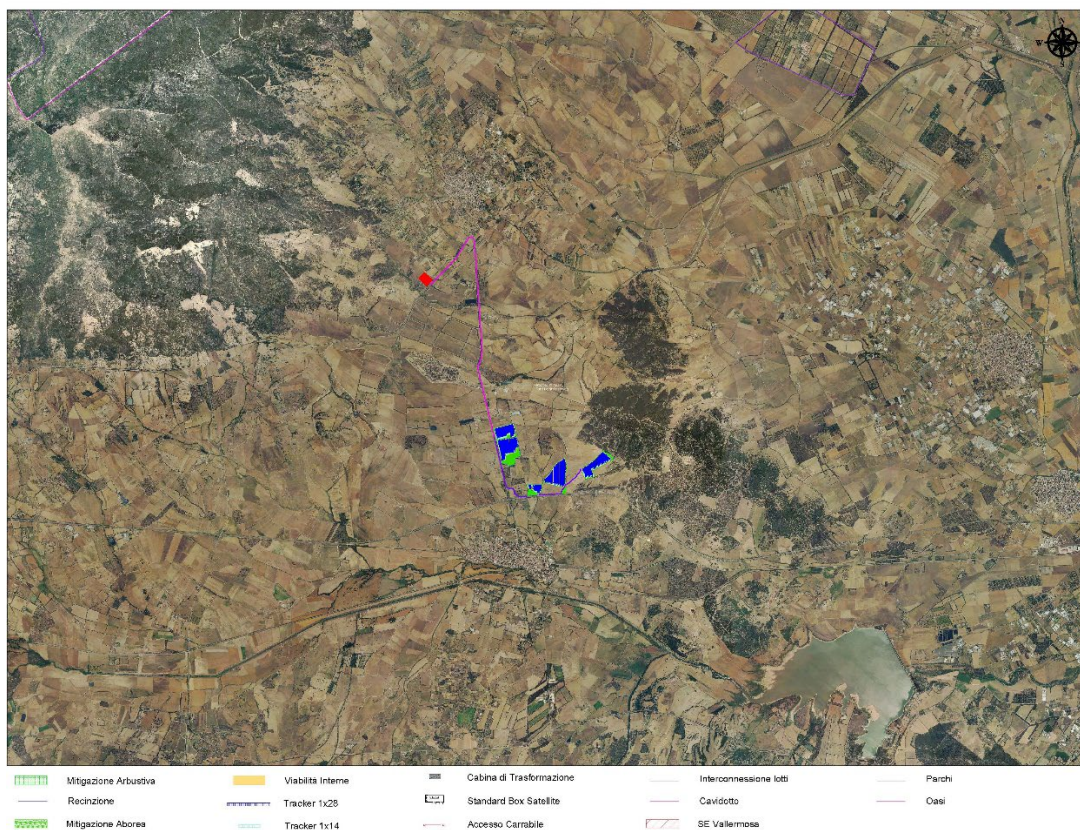 W
Mitigazione Arbustiva
Viabilità Interne
Cabina di Trasformazione
Interconnessione lotti
Parchi
Recinzione
Tracker 1x28
Standard Box Satellite
Cavidotto
Oasi
Mitigazione Aborea
Tracker 1x14
Accesso Carrabile
SE Vallermosa